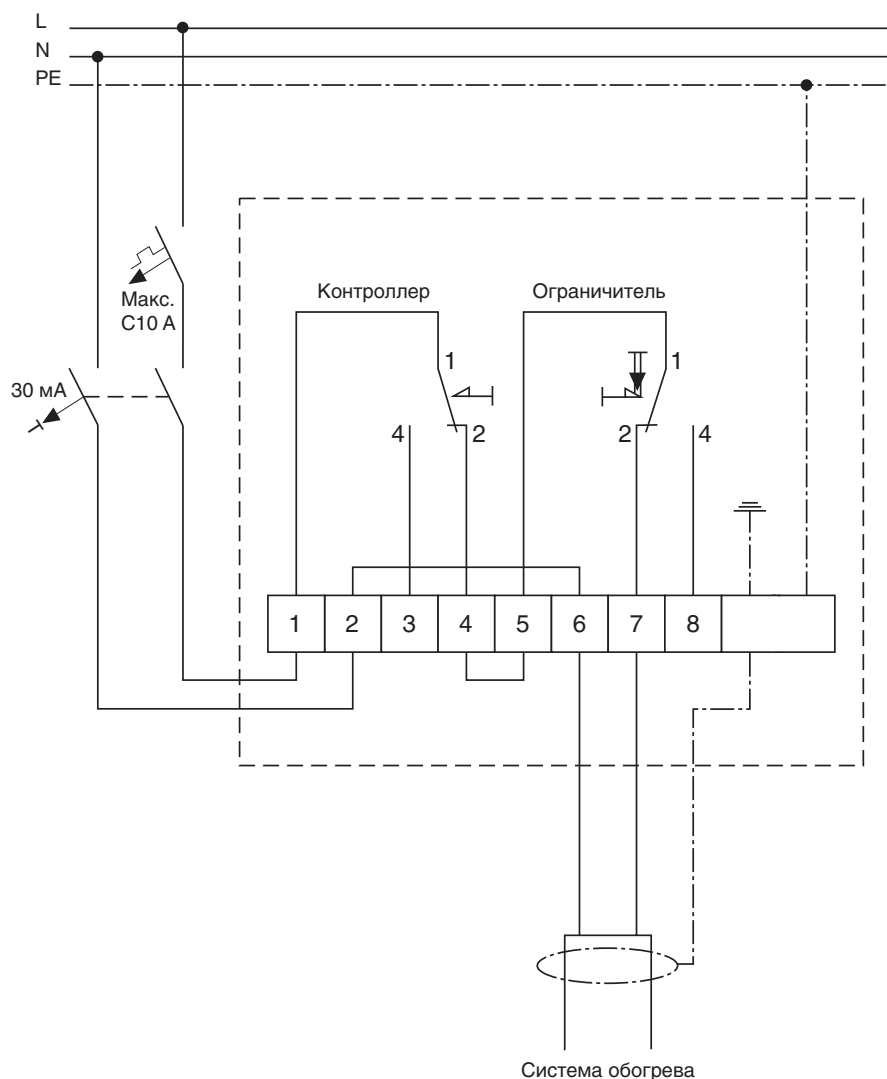 L
N
PE
Макс.
C10 A
30 мА
Контроллер
Ограничитель
1
4
2
1
2
4
1 2 3 4 5 6 7 8
Система обогрева